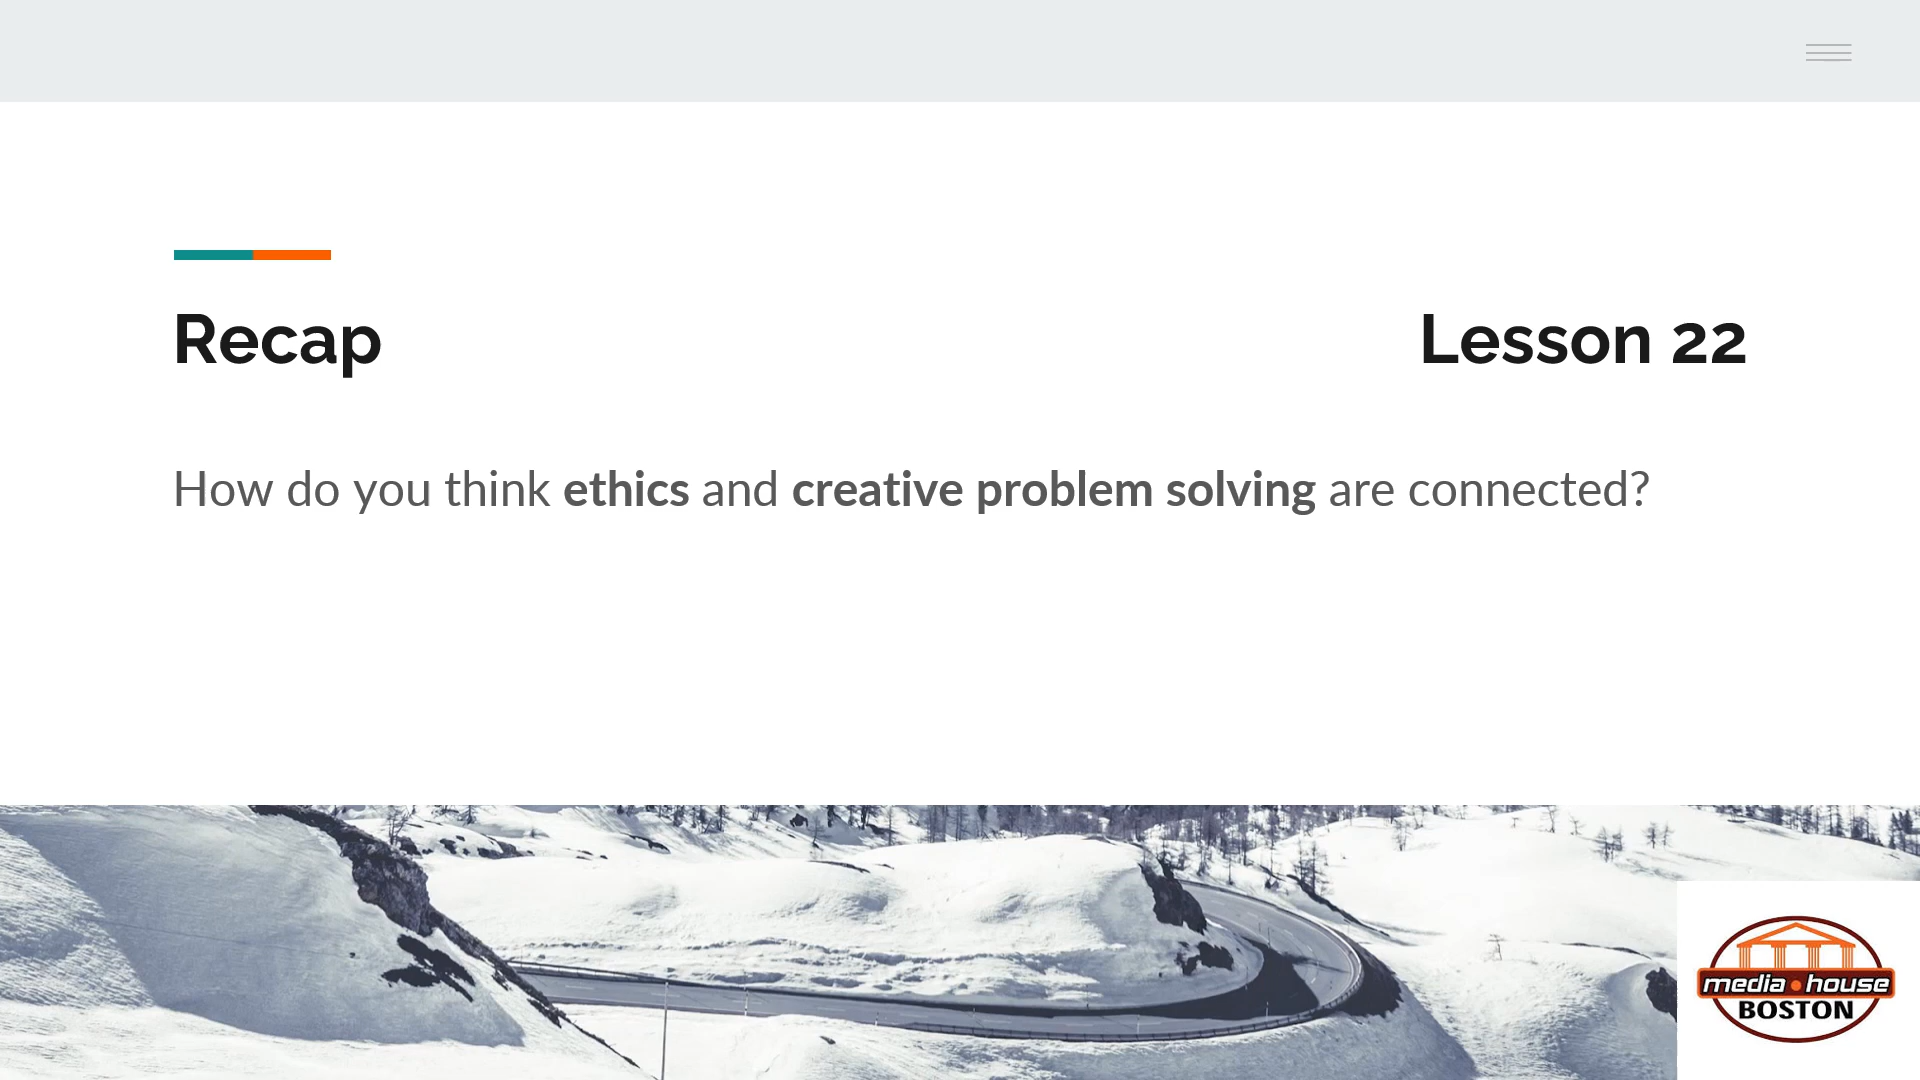 Recap
Lesson 22
How do you think ethics and creative problem solving are connected?
media house
BOSTON